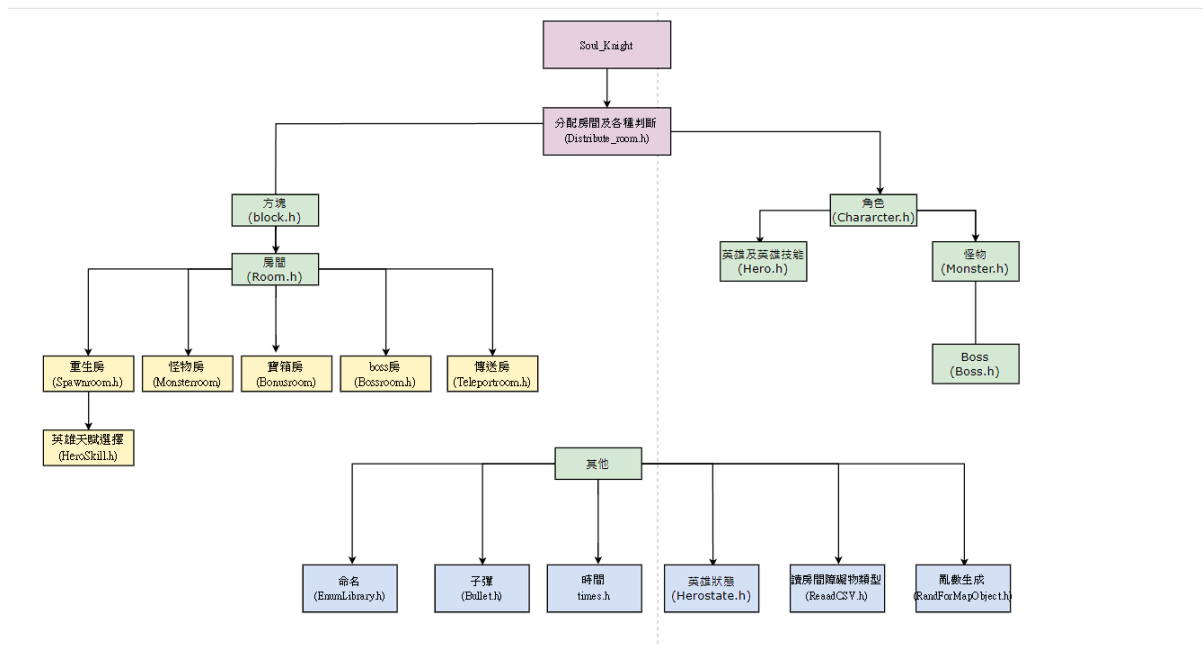 Soul_Knight
分配房間及各種判斷
(Distribute_room.h)
方塊
(block.h)
角色
(Chararcter.h)
房間
(Room.h)
英雄及英雄技能
(Hero.h)
怪物
(Monster.h)
重生房
(Spawnroom.h)
怪物房
(Monsterroom)
寶箱房
(Bonusroom)
boss房
(Bossroom.h)
傳送房
(Teleportroom.h)
Boss
(Boss.h)
英雄天賦選擇
(HeroSkill.h)
其他
命名
(EmmLibrary.h)
子彈
(Bullet.h)
時間
times.h
英雄狀態
(Herostate.h)
讀房間障礙物類型
(ReaadCSV.h)
亂數生成
(RandForMapObject.h)